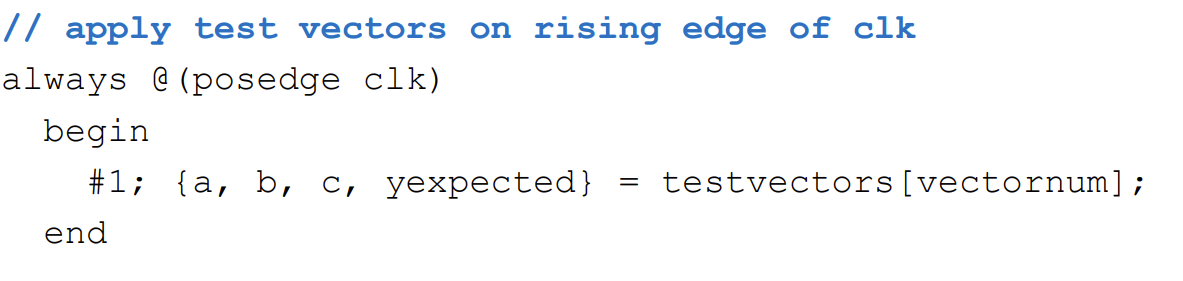 // apply test vectors on rising edge of clk
always @(posedge clk)
begin
#1; {a, b, c, yexpected} = testvectors[vectornum];
end